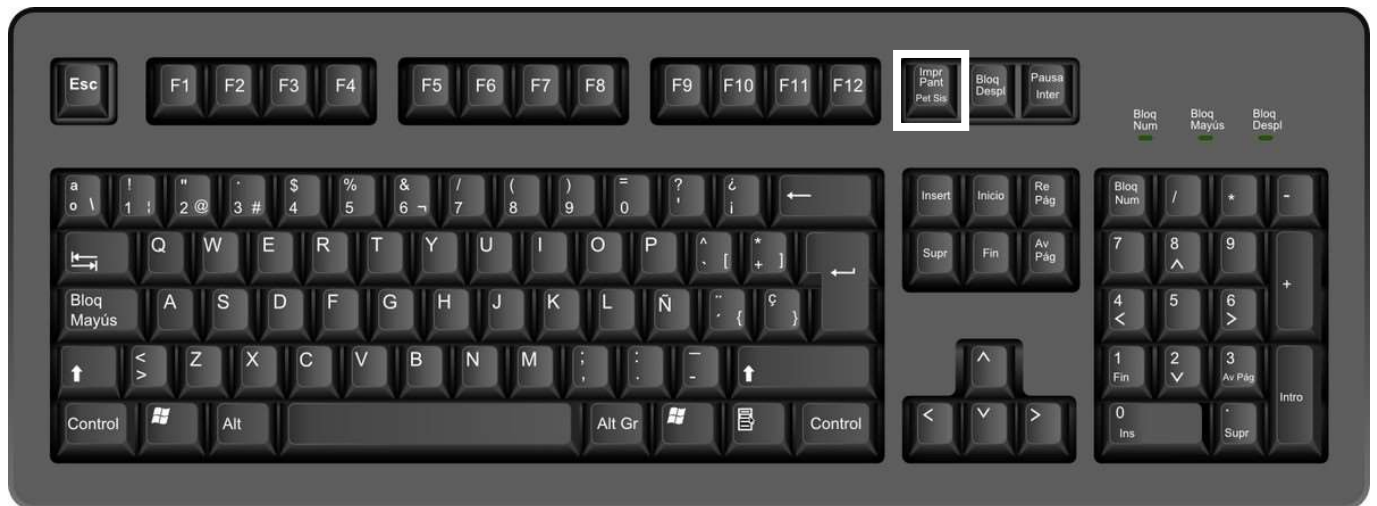 Esc F1 F2 F3 F4 F5 F6 F7 F8 F9 F10 F11 F12
Impr
Pant
Pet Sis
Bloq
Despl
Pausa
Inter
Bloq
Num
Bloq
Mayús
Bloq
Despl
a ! " · $ % & / ( ) = ? ¿
º \ 1 ¦ 2 @ 3 # 4 5 6 ¬ 7 8 9 0 ' ¡
Insert Inicio Re
Pág
Bloq
Num / * -
Q W E R T Y U I O P ^ *
` [ + ]
Supr Fin Av
Pág
7 8 9 +
Bloq
Mayús
A S D F G H J K L Ñ ¨ Ç
´ { }
4 5 6
< >
< Z X C V B N M ; : _
> , . -
1 2 3
Fin Av Pág
Intro
Control Alt Alt Gr Control
0 .
Ins Supr